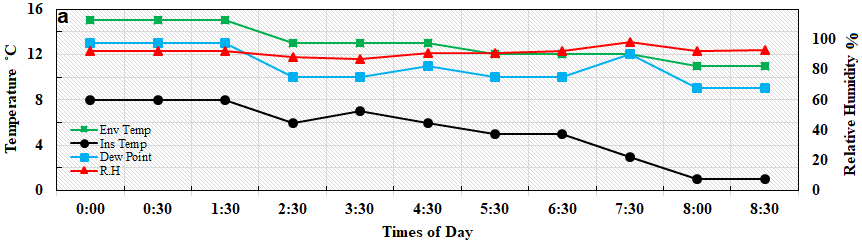 a
16
12
8
4
0
Temperature °C
Env Temp
Ins Temp
Dew Point
R.H
100
80
60
40
20
0
Relative Humidity %
0:00 0:30 1:30 2:30 3:30 4:30 5:30 6:30 7:30 8:00 8:30
Times of Day